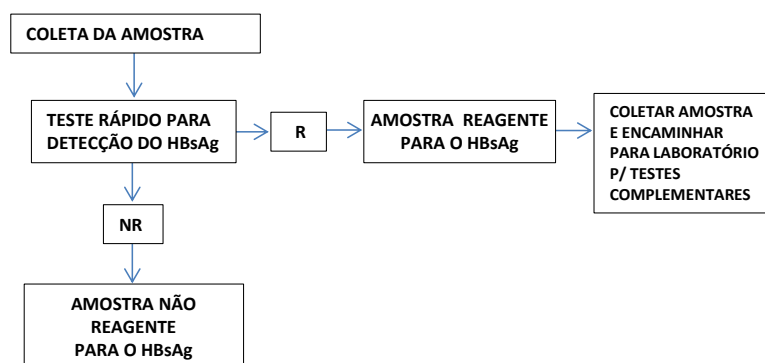 COLETA DA AMOSTRA
TESTE RÁPIDO PARA
DETECÇÃO DO HBsAg
R
AMOSTRA REAGENTE
PARA O HBsAg
COLETAR AMOSTRA
E ENCAMINHAR
PARA LABORATÓRIO
P/ TESTES
COMPLEMENTARES
NR
AMOSTRA NÃO
REAGENTE
PARA O HBsAg